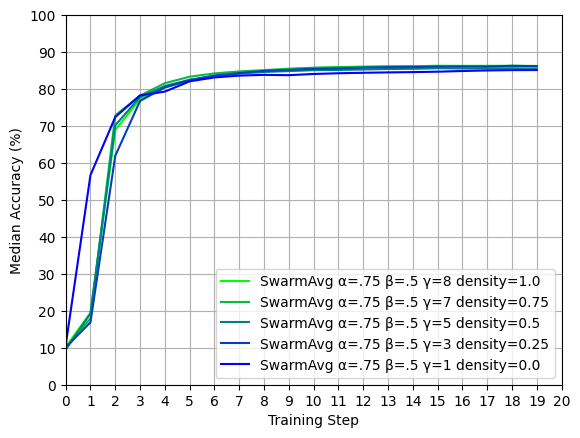 100
90
80
70
60
50
40
30
20
10
0
Median Accuracy (%)
SwarmAvg α=.75 β=.5 γ=8 density=1.0
SwarmAvg α=.75 β=.5 γ=7 density=0.75
SwarmAvg α=.75 β=.5 γ=5 density=0.5
SwarmAvg α=.75 β=.5 γ=3 density=0.25
SwarmAvg α=.75 β=.5 γ=1 density=0.0
0 1 2 3 4 5 6 7 8 9 10 11 12 13 14 15 16 17 18 19 20
Training Step